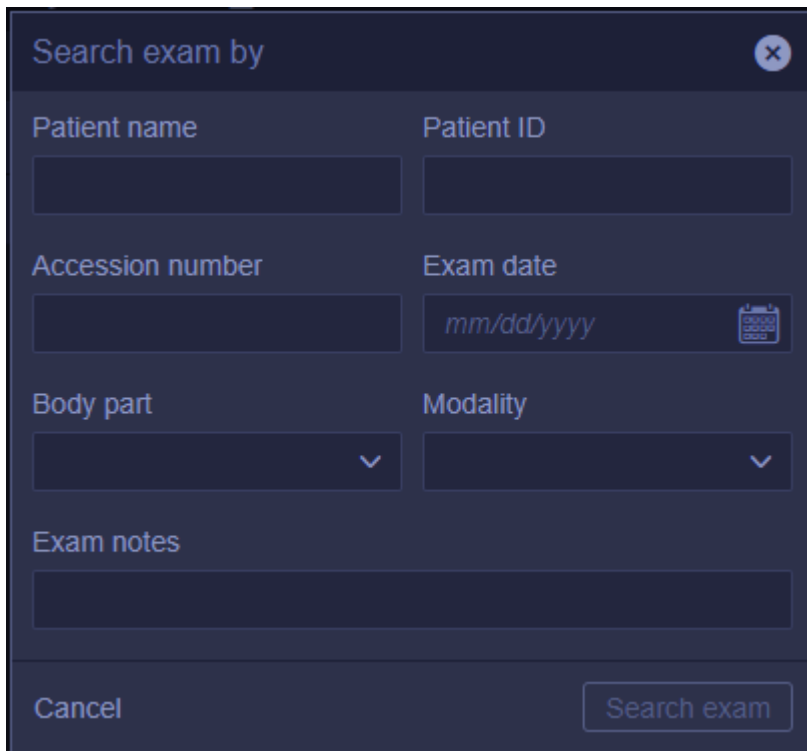 Search exam by
Patient name Patient ID
Accession number Exam date
mm/dd/yyyy
Body part Modality
Exam notes
Cancel Search exam